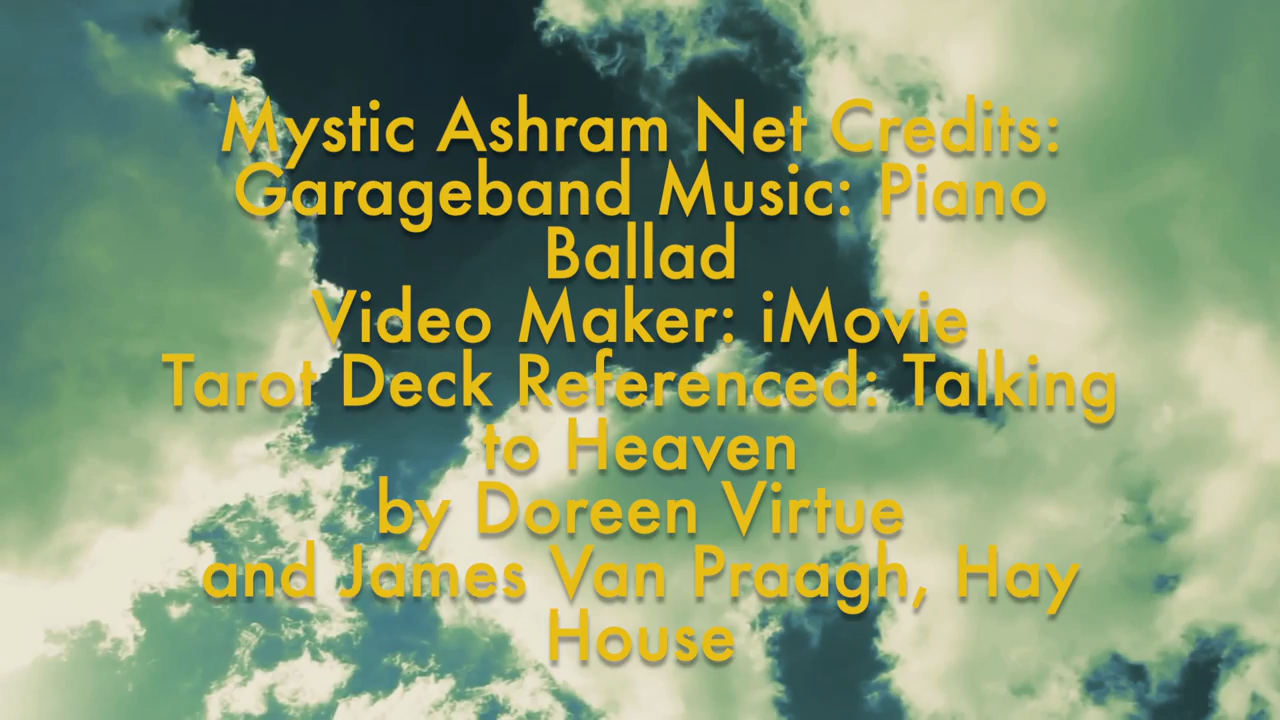 Mystic Ashram Net Credits:
Garageband Music: Piano
Ballad
Video Maker: iMovie
Tarot Deck Referenced: Talking
to Heaven
by Doreen Virtue
and James Van Praagh, Hay
House